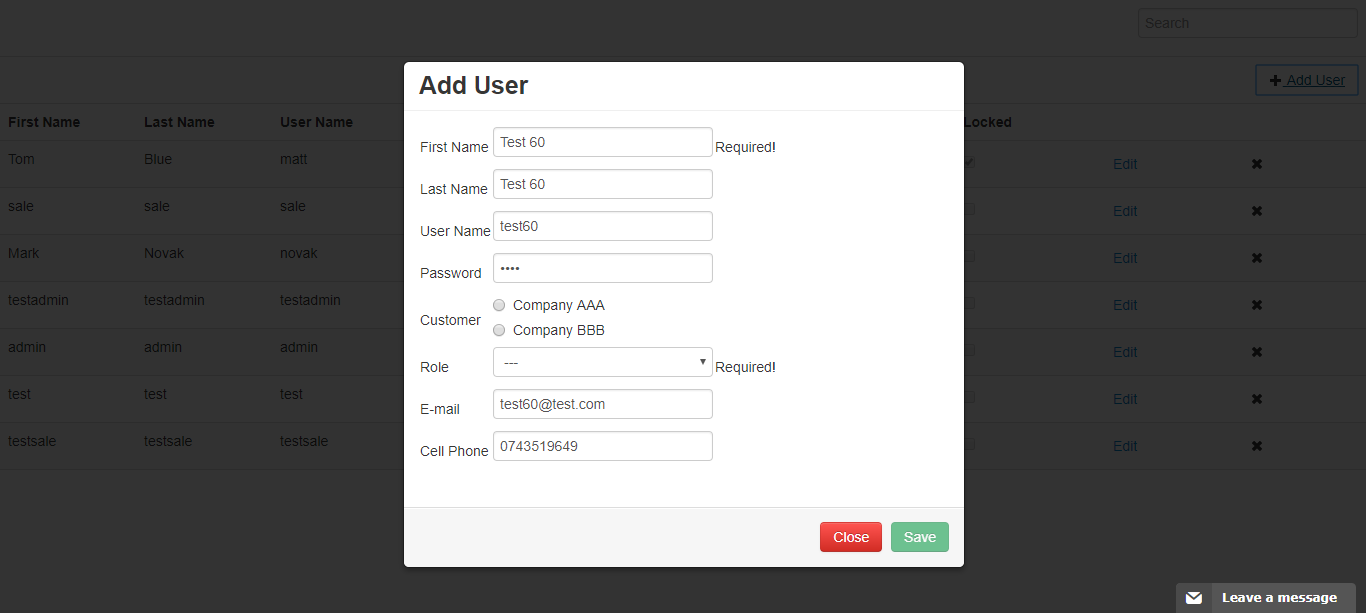 Search
Add User
First Name Last Name User Name Locked
Tom Blue matt Edit
sale sale sale Edit
Mark Novak novak Edit
testadmin testadmin testadmin Edit
admin admin admin Edit
test test test Edit
testsale testsale testsale Edit
Add User
First Name Test 60 Required!
Last Name Test 60
User Name test60
Password ••••
Customer
Company AAA
Company BBB
Role --- Required!
E-mail test60@test.com
Cell Phone 0743519649
Close Save
Leave a message